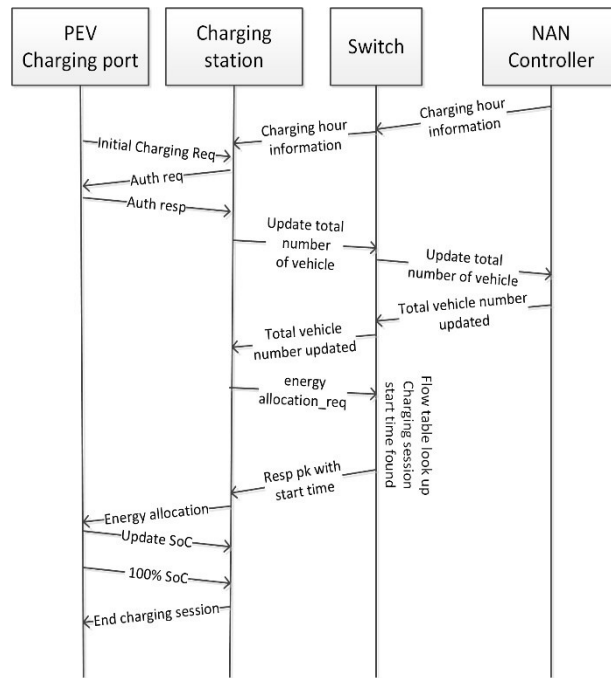 PEV
Charging port
Charging
station
Switch
NAN
Controller
Charging hour
information
Charging hour
information
Initial Charging Req
Auth req
Auth resp
Update total
number
of vehicle
Update total
number of vehicle
Total vehicle number
updated
Total vehicle
number updated
energy
allocation_req
Flow table look up
Charging session
start time found
Resp pk with
start time
Energy allocation
Update SoC
100% SoC
End charging session